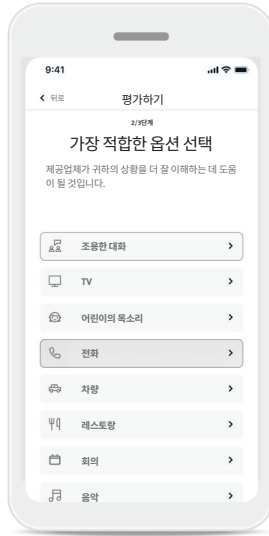 9:41
뒤로
평가하기
2/3단계
가장 적합한 옵션 선택
제공업체가 귀하의 상황을 더 잘 이해하는 데 도움
이 될 것입니다.
조용한 대화
TV
어린이의 목소리
전화
차량
레스토랑
회의
음악